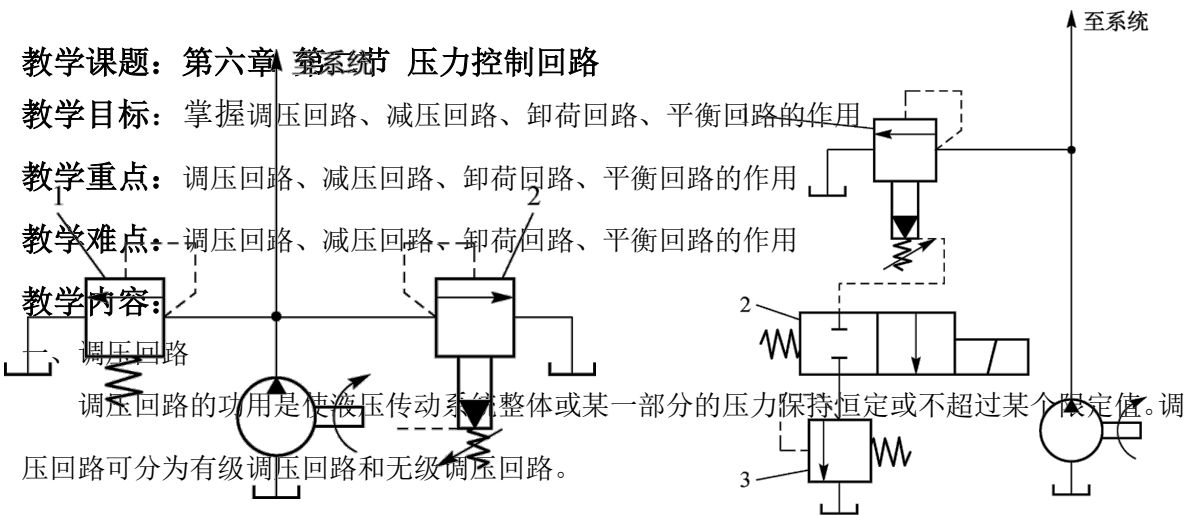 至系统
教学课题：第六章 第二节 压力控制回路
至系统
教学目标：掌握调压回路、减压回路、卸荷回路、平衡回路的作用
1
教学重点：调压回路、减压回路、卸荷回路、平衡回路的作用
1
2
教学难点：调压回路、减压回路、卸荷回路、平衡回路的作用
教学内容：
2
一、调压回路
调压回路的功用是使液压传动系统整体或某一部分的压力保持恒定或不超过某个限定值。调
压回路可分为有级调压回路和无级调压回路。
3